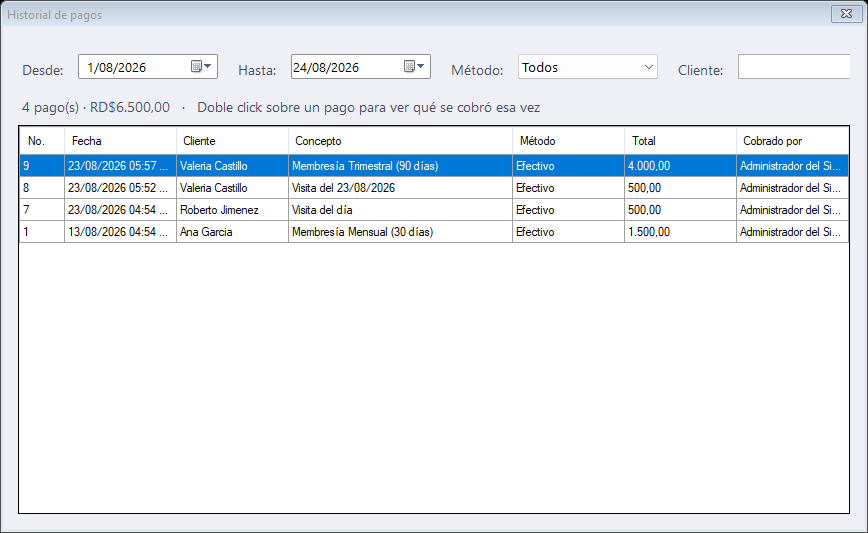 Historial de pagos
Desde: 1/08/2026 Hasta: 24/08/2026 Método: Todos Cliente:
4 pago(s) · RD$6.500,00 · Doble click sobre un pago para ver qué se cobró esa vez
No. Fecha Cliente Concepto Método Total Cobrado por
9 23/08/2026 05:57 ... Valeria Castillo Membresía Trimestral (90 días) Efectivo 4.000,00 Administrador del Si...
8 23/08/2026 05:52 ... Valeria Castillo Visita del 23/08/2026 Efectivo 500,00 Administrador del Si...
7 23/08/2026 04:54 ... Roberto Jimenez Visita del día Efectivo 500,00 Administrador del Si...
1 13/08/2026 04:54 ... Ana Garcia Membresía Mensual (30 días) Efectivo 1.500,00 Administrador del Si...